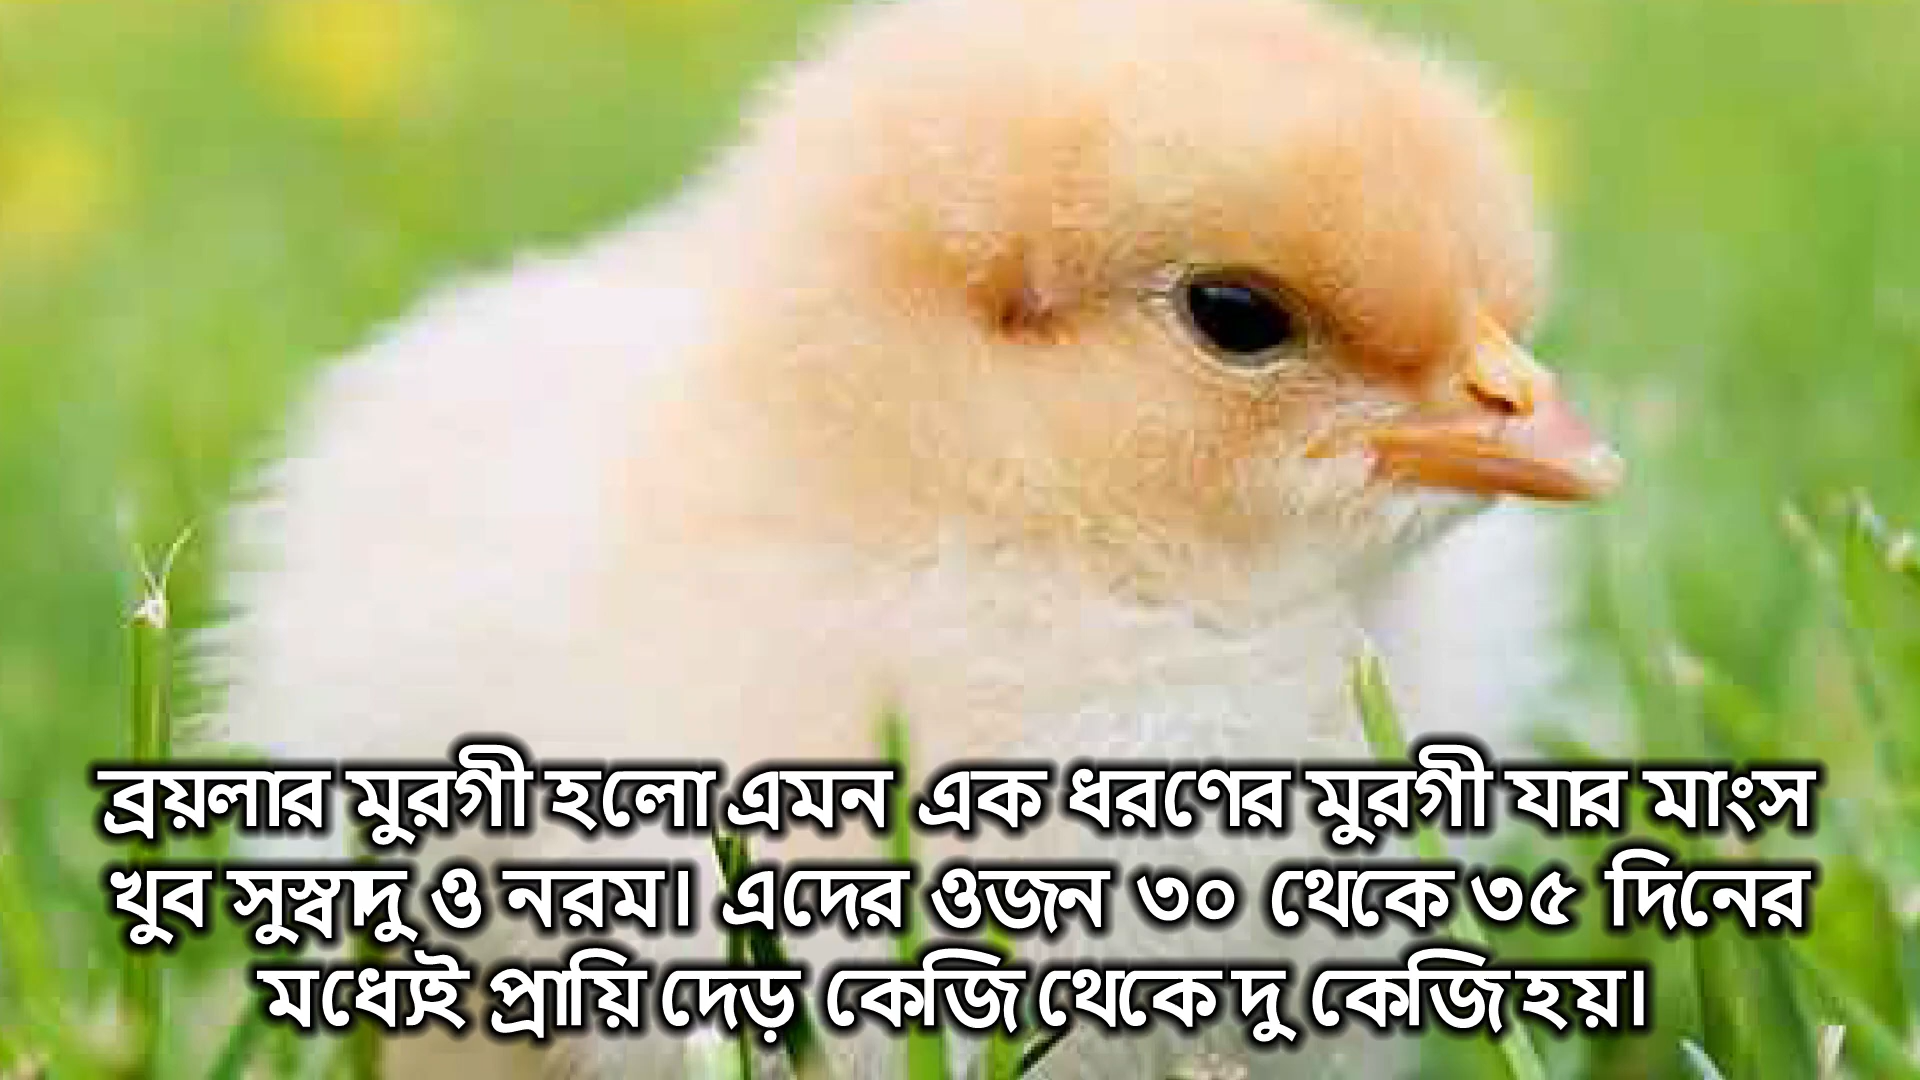 ব্রয়লার মুরগী হলো এমন এক ধরণের মুরগী যার মাংস
খুব সুস্বাদু ও নরম। এদের ওজন ৩০ থেকে ৩৫ দিনের
মধ্যেই প্রায়ি দেড় কেজি থেকে দু কেজি হয়।